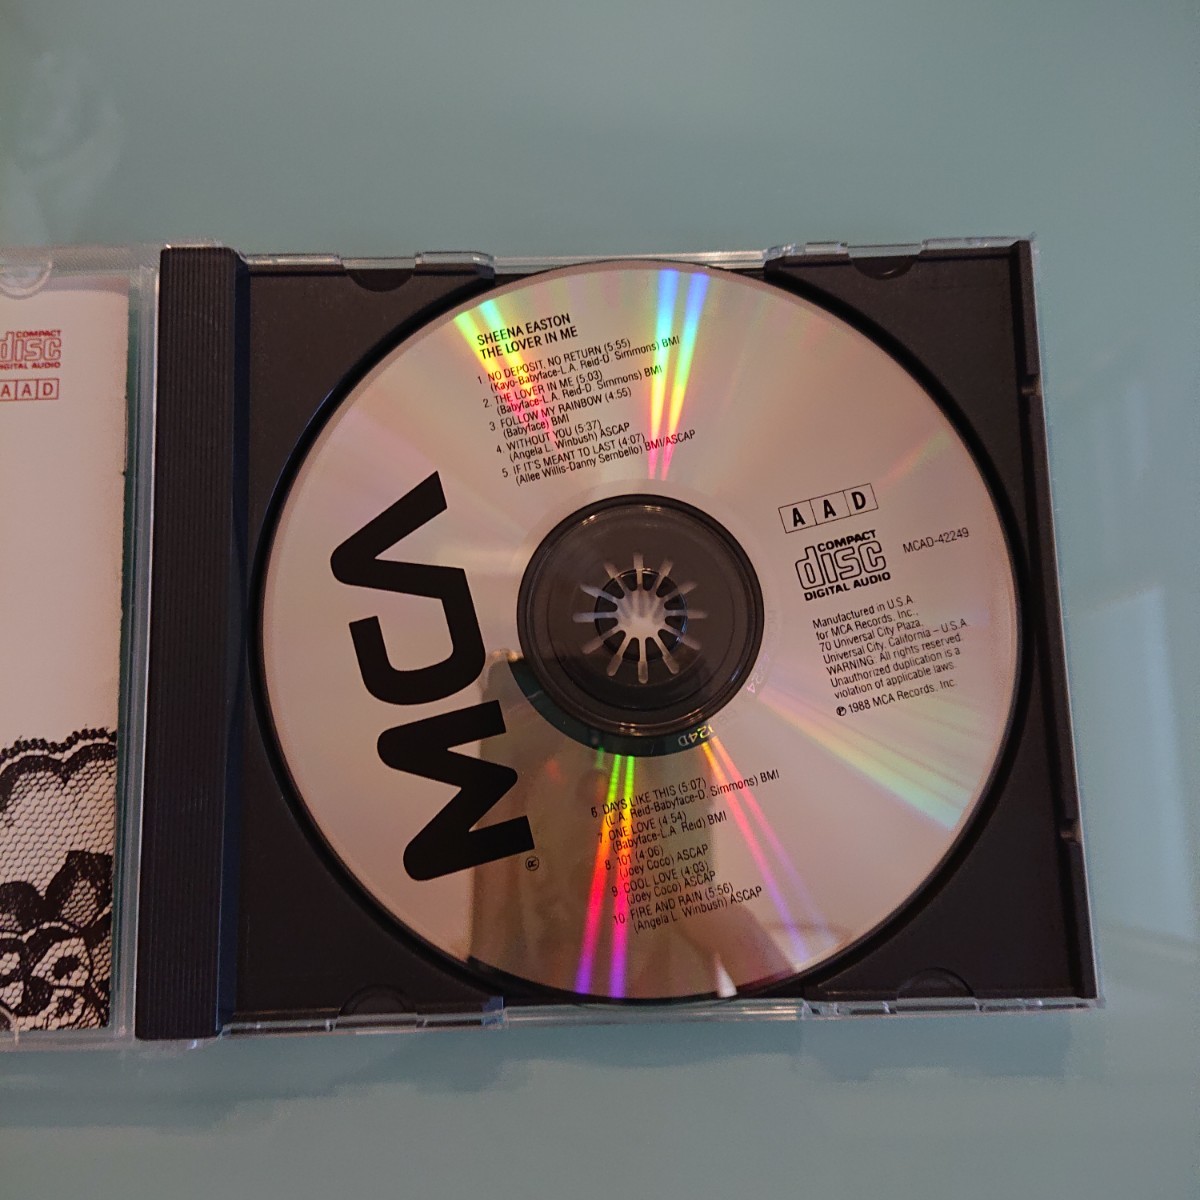 COMPACT
disc
DIGITAL AUDIO
AAD
SHEENA EASTON
THE LOVER IN ME
1 NO DEPOSIT, NO RETURN (5:55)
(Kayo-Babyface-L.A. Reid-D. Simmons) BMI
2. THE LOVER IN ME (5:03)
(Babyface-L.A. Reid-D. Simmons) BMI
3 FOLLOW MY RAINBOW (4:55)
(Babyface) BMI
4. WITHOUT YOU (5:37)
(Angela L. Winbush) ASCAP
5 IF IT'S MEANT TO LAST (4:07)
(Allee Willis-Danny Sembello) BMI/ASCAP
MCA
®
AAD
COMPACT
disc
DIGITAL AUDIO
MCAD-42249
Manufactured in U.S.A.
for MCA Records, Inc.,
70 Universal City Plaza,
Universal City, California – U.S.A.
WARNING: All rights reserved.
Unauthorized duplication is a
violation of applicable laws.
℗ 1988 MCA Records, Inc.
6. DAYS LIKE THIS (5:07)
(L.A. Reid-Babyface-D. Simmons) BMI
7. ONE LOVE (4:54)
(Babyface-L.A. Reid) BMI
8. 101 (4:06)
(Joey Coco) ASCAP
9. COOL LOVE (4:03)
(Joey Coco) ASCAP
10. FIRE AND RAIN (5:56)
(Angela L. Winbush) ASCAP